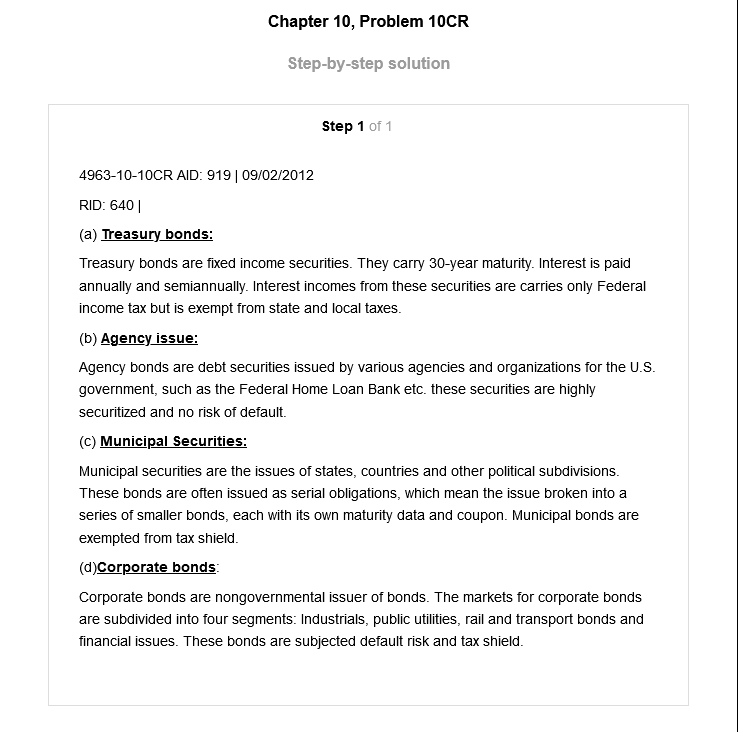 Chapter 10, Problem 10CR
Step-by-step solution
Step 1 of 1
4963-10-10CR AID: 919 | 09/02/2012
RID: 640 |
(a) Treasury bonds:
Treasury bonds are fixed income securities. They carry 30-year maturity. Interest is paid
annually and semiannually. Interest incomes from these securities are carries only Federal
income tax but is exempt from state and local taxes.
(b) Agency issue:
Agency bonds are debt securities issued by various agencies and organizations for the U.S.
government, such as the Federal Home Loan Bank etc. these securities are highly
securitized and no risk of default.
(c) Municipal Securities:
Municipal securities are the issues of states, countries and other political subdivisions.
These bonds are often issued as serial obligations, which mean the issue broken into a
series of smaller bonds, each with its own maturity data and coupon. Municipal bonds are
exempted from tax shield.
(d)Corporate bonds:
Corporate bonds are nongovernmental issuer of bonds. The markets for corporate bonds
are subdivided into four segments: Industrials, public utilities, rail and transport bonds and
financial issues. These bonds are subjected default risk and tax shield.